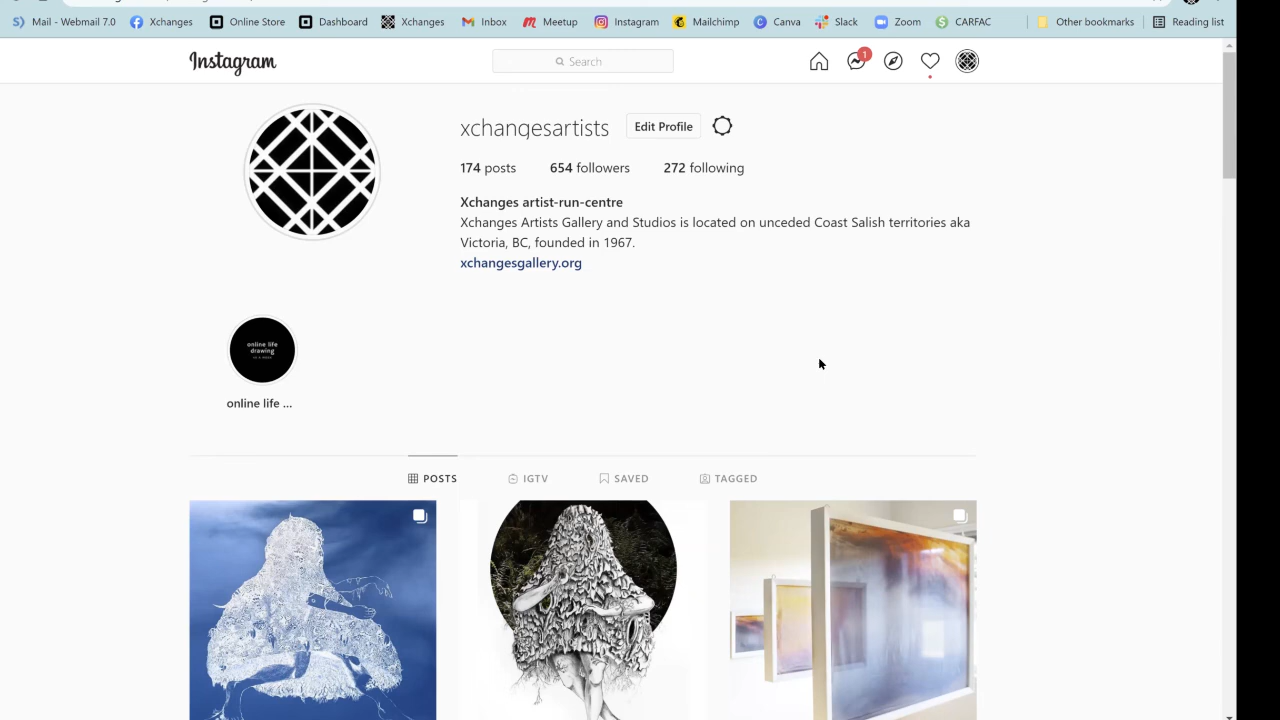 Mail - Webmail 7.0 Xchanges Online Store Dashboard Xchanges Inbox Meetup Instagram Mailchimp Canva Slack Zoom CARFAC Other bookmarks Reading list
Instagram Search 1
xchangesartists Edit Profile
174 posts 654 followers 272 following
Xchanges artist-run-centre
Xchanges Artists Gallery and Studios is located on unceded Coast Salish territories aka
Victoria, BC, founded in 1967.
xchangesgallery.org
online life
drawing
online life ...
POSTS IGTV SAVED TAGGED